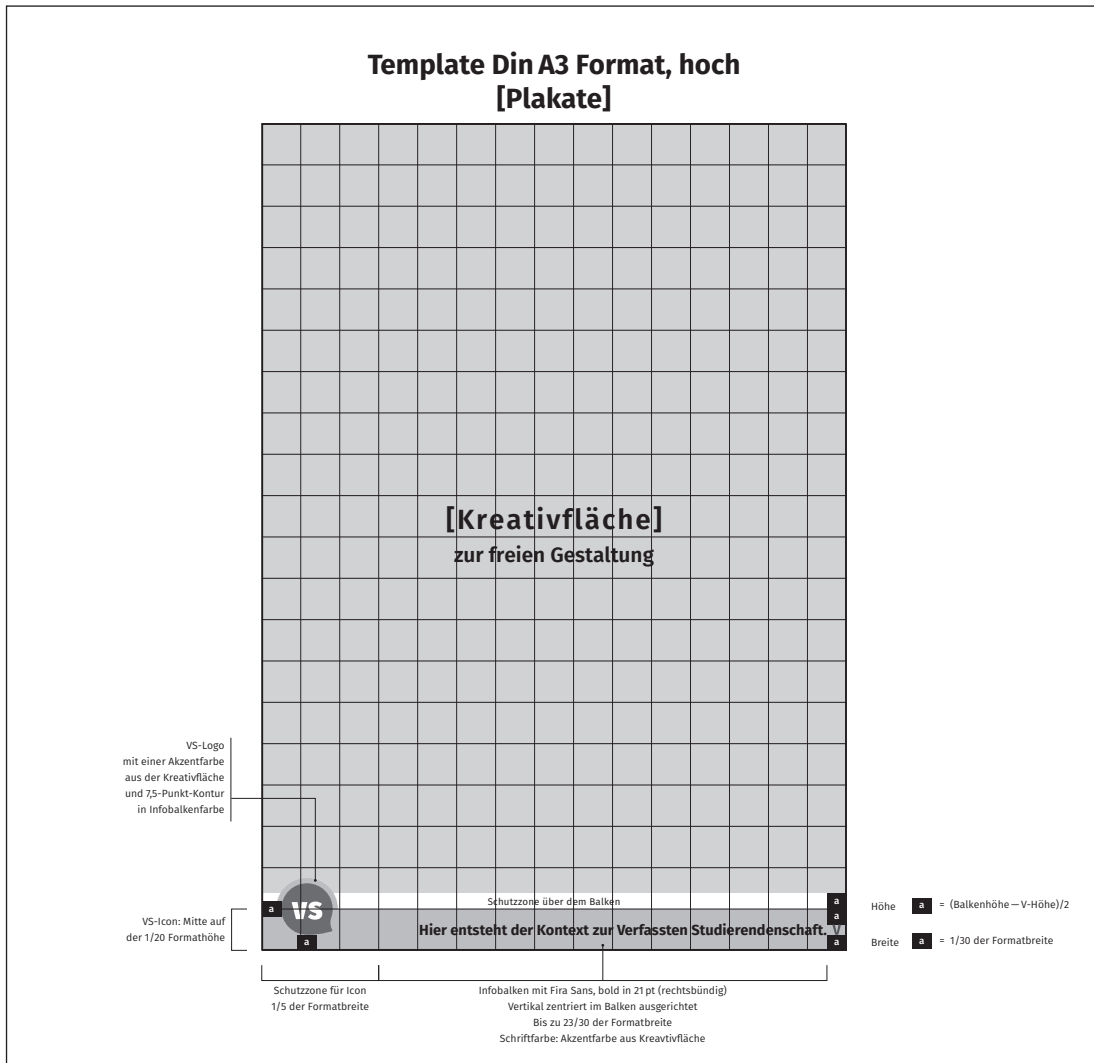 Template Din A3 Format, hoch
[Plakate]
[Kreativfläche]
zur freien Gestaltung
VS-Logo
mit einer Akzentfarbe
aus der Kreativfläche
und 7,5-Punkt-Kontur
in Infobalkenfarbe
VS
a
Schutzzone über dem Balken
a
Höhe a = (Balkenhöhe — V-Höhe)/2
a
VS-Icon: Mitte auf
der 1/20 Formathöhe
Hier entsteht der Kontext zur Verfassten Studierendenschaft. V
a
a
Breite a = 1/30 der Formatbreite
Schutzzone für Icon
1/5 der Formatbreite
Infobalken mit Fira Sans, bold in 21 pt (rechtsbündig)
Vertikal zentriert im Balken ausgerichtet
Bis zu 23/30 der Formatbreite
Schriftfarbe: Akzentfarbe aus Kreavtivfläche